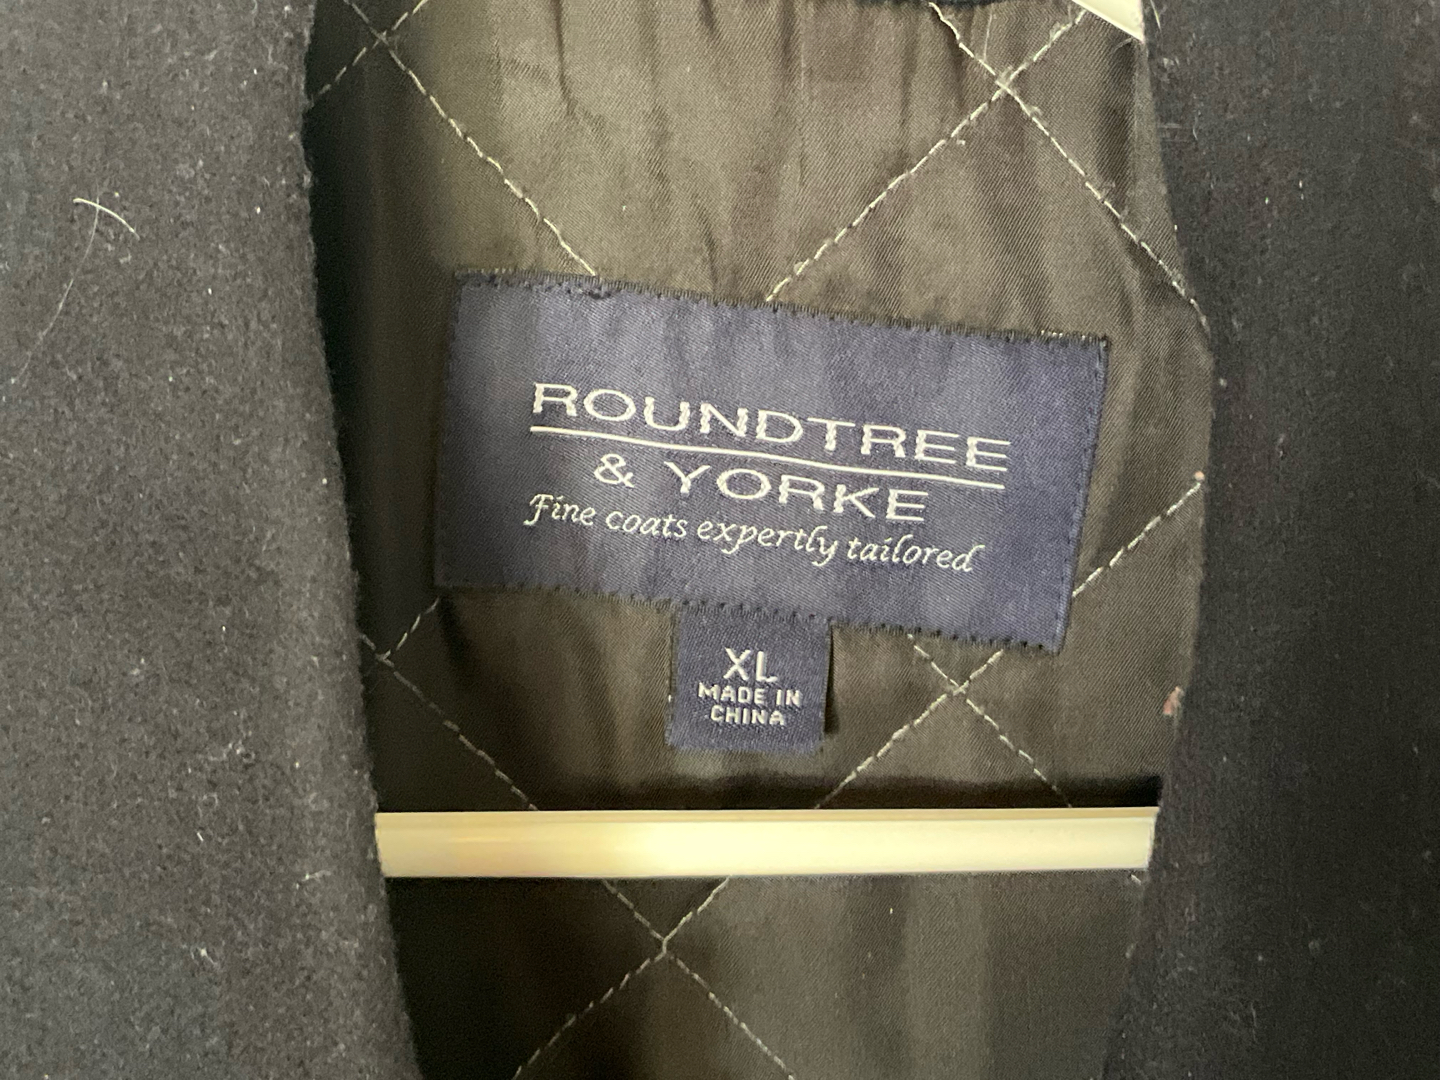 ROUNDTREE
& YORKE
Fine coats expertly tailored
XL
MADE IN
CHINA